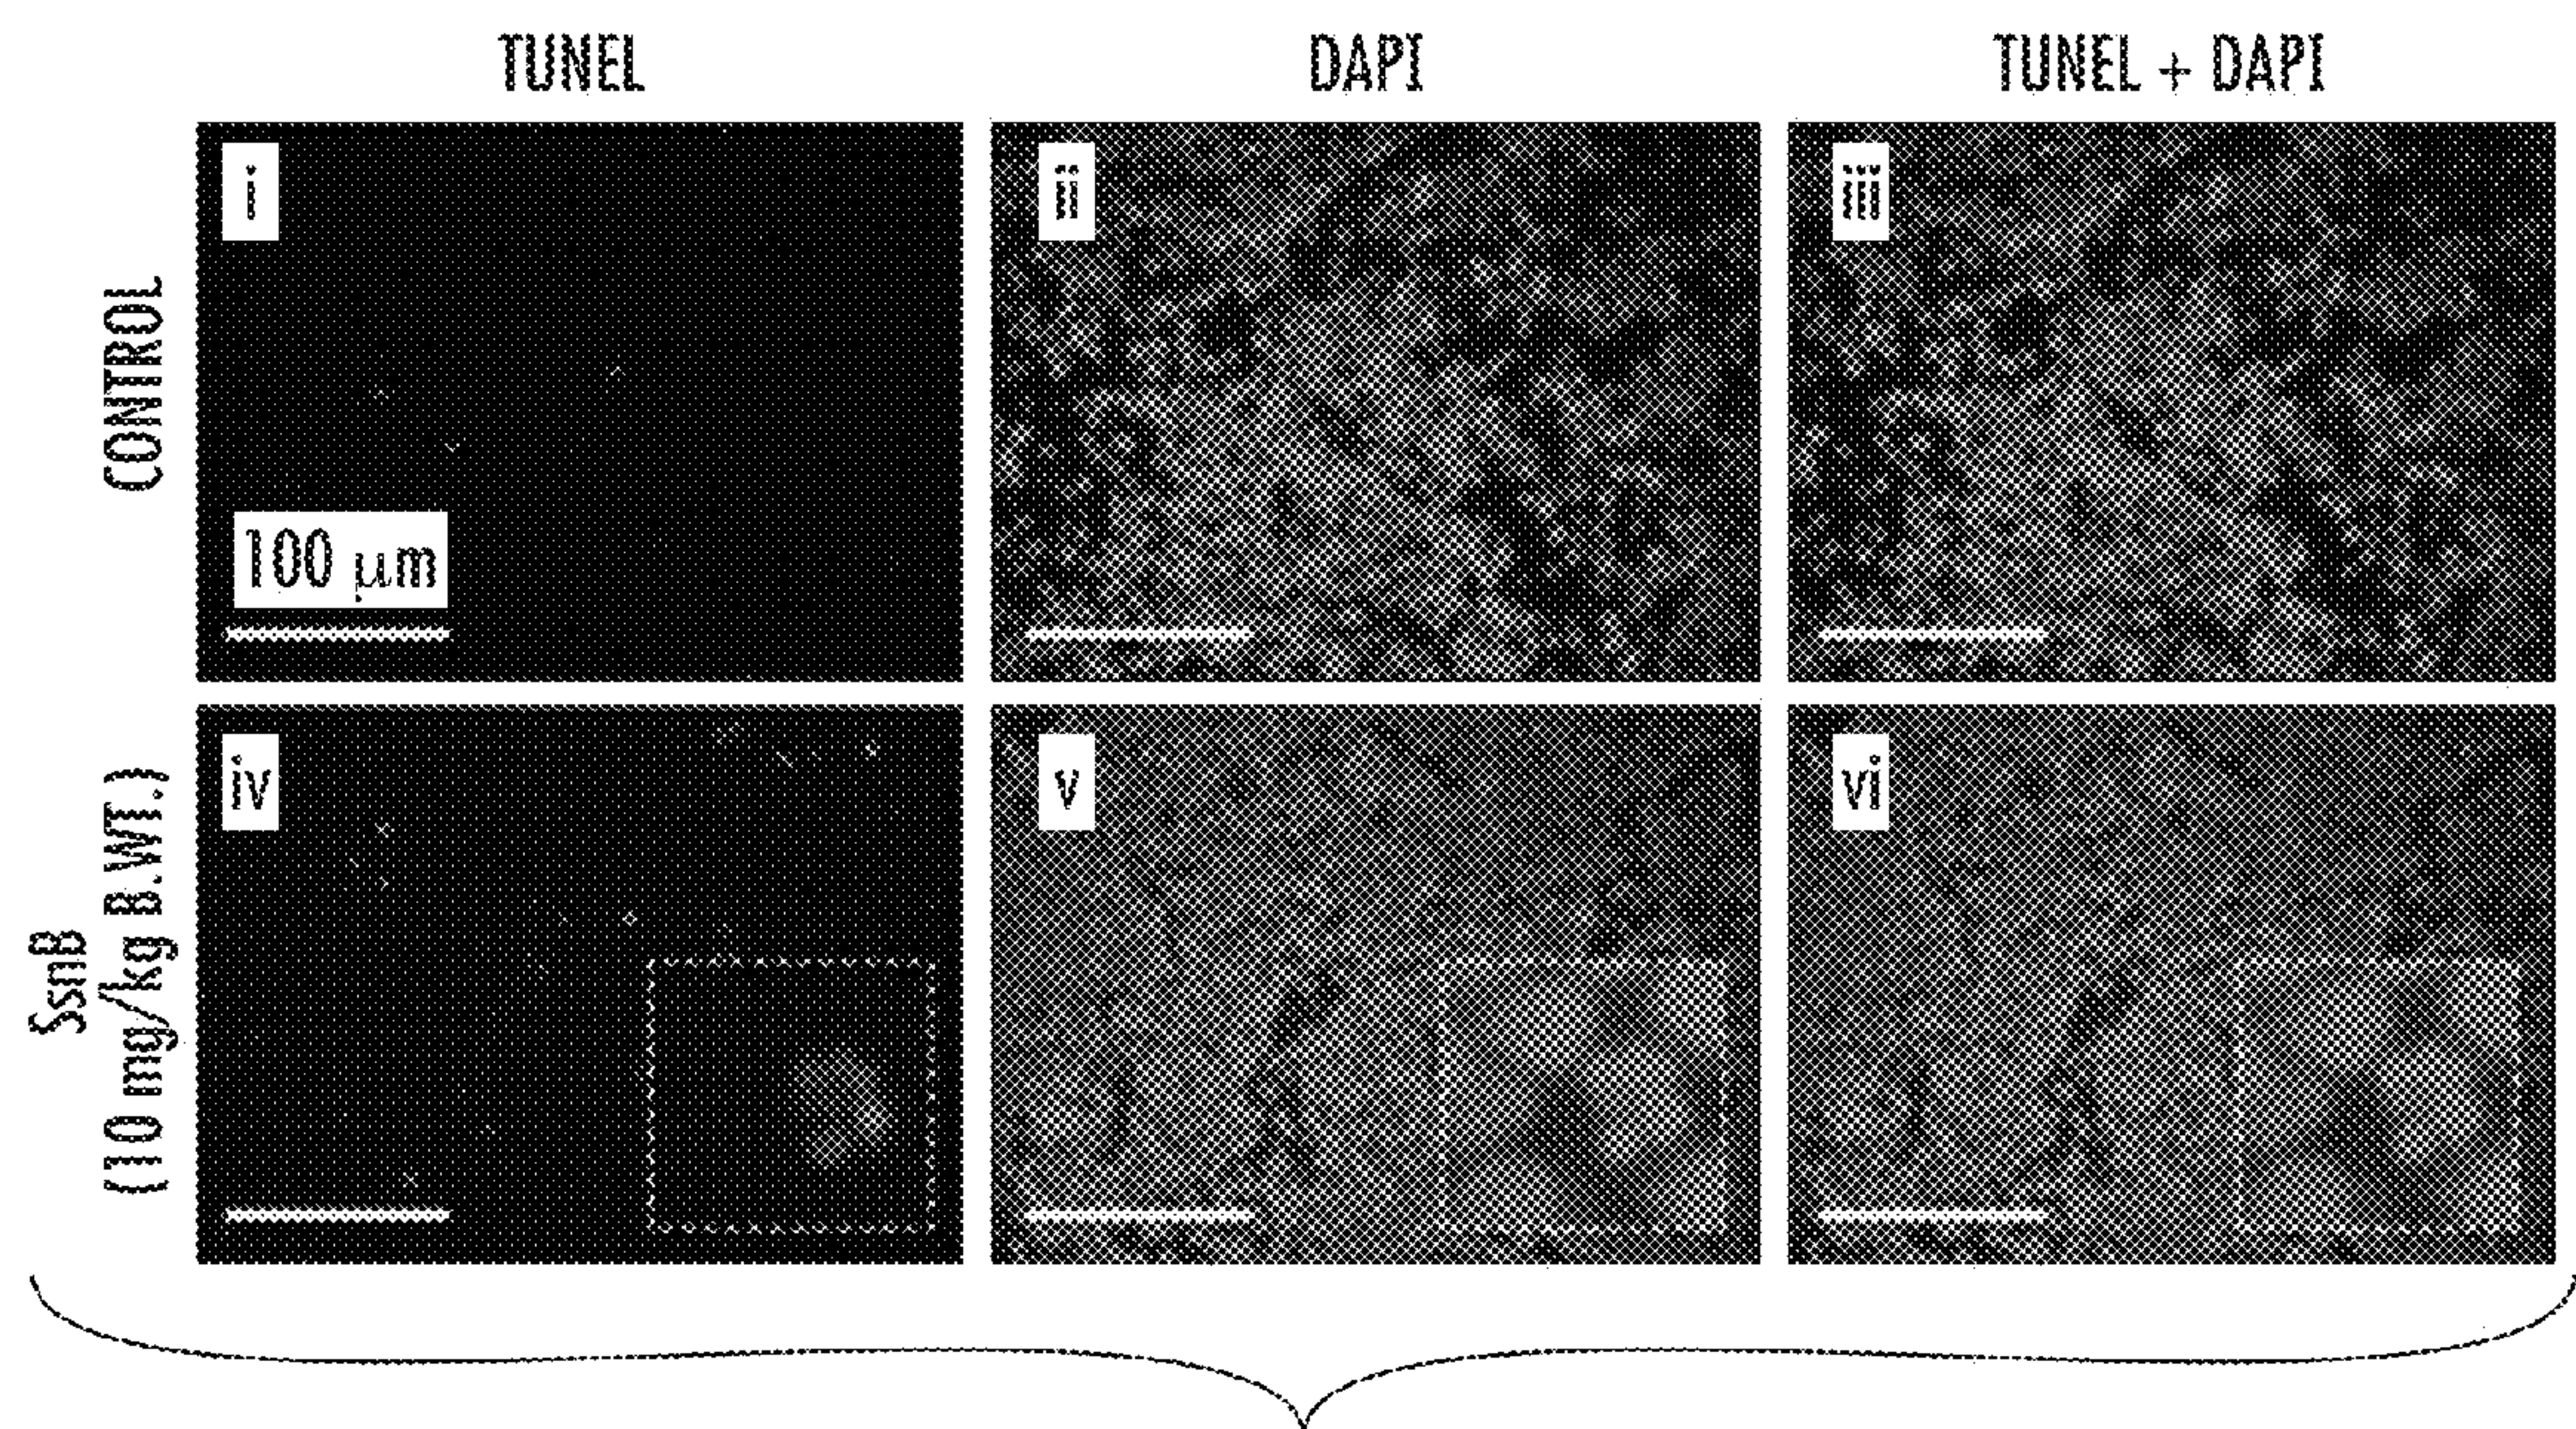 TUNEL
DAPI
TUNEL + DAPI
CONTROL
i
ii
iii
100 μm
SsnB
(10 mg/kg B.WT.)
iv
v
vi